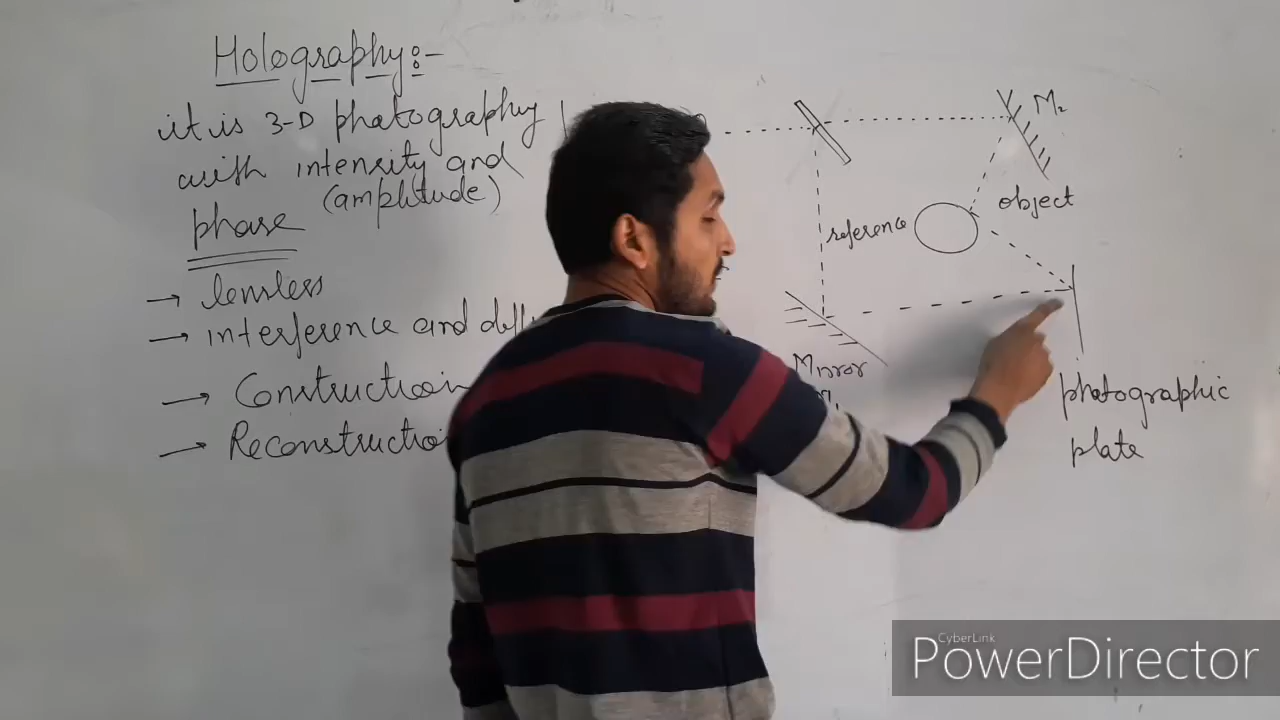 Holography:-
it is 3-D photography
with intensity and
(amplitude)
phase
→ lensless
→ interference and diff
→ Construction
→ Reconstruction
M2
object
reference
Mirror
photographic
plate
CyberLink
PowerDirector